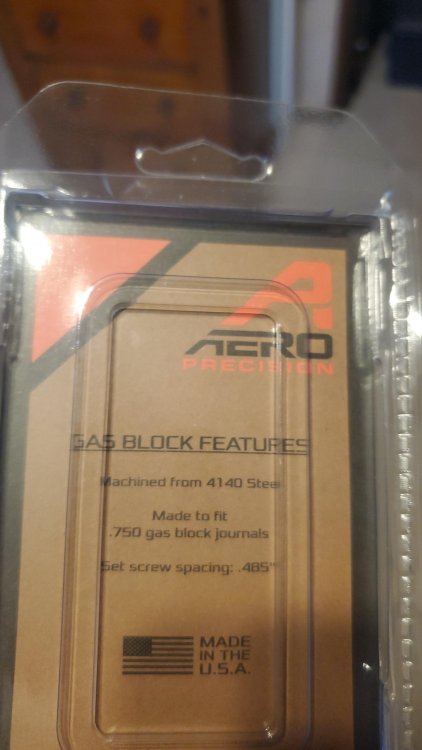 AERO
PRECISION
GAS BLOCK FEATURES
Machined from 4140 Steel
Made to fit
.750 gas block journals
Set screw spacing: .485"
MADE
IN THE
U.S.A.